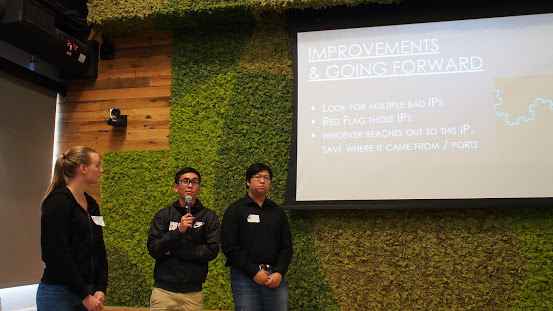 IMPROVEMENTS
& GOING FORWARD
• LOOK FOR MULTIPLE BAD IPS
• RED FLAG THOSE IPS
• WHOEVER REACHES OUT TO THIS IP,
SAVE WHERE IT CAME FROM / PORTS